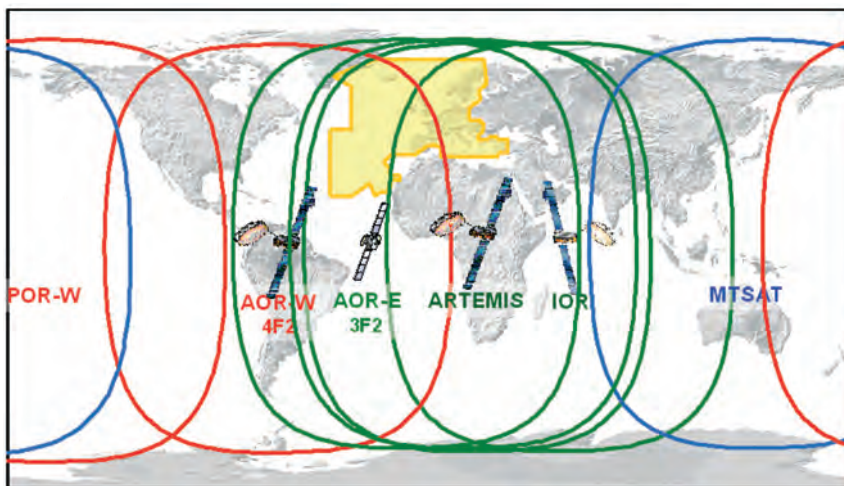 POR-W
AOR-W
4F2
AOR-E
3F2
ARTEMIS
IOR
MTSAT